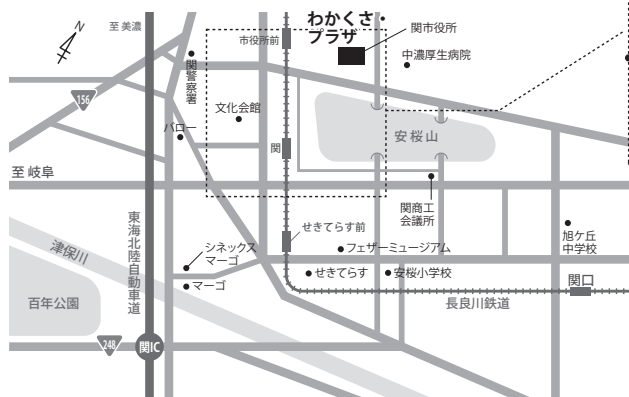 N
至 美濃
わかくさ
プラザ
関市役所
市役所前
中濃厚生病院
関警察署
156
文化会館
バロー
安桜山
関
至 岐阜
関商工
会議所
東海北陸自動車道
津保川
せきてらす前
シネックス
マーゴ
フェザーミュージアム
旭ケ丘
中学校
マーゴ
せきてらす
安桜小学校
関口
百年公園
長良川鉄道
248
関IC